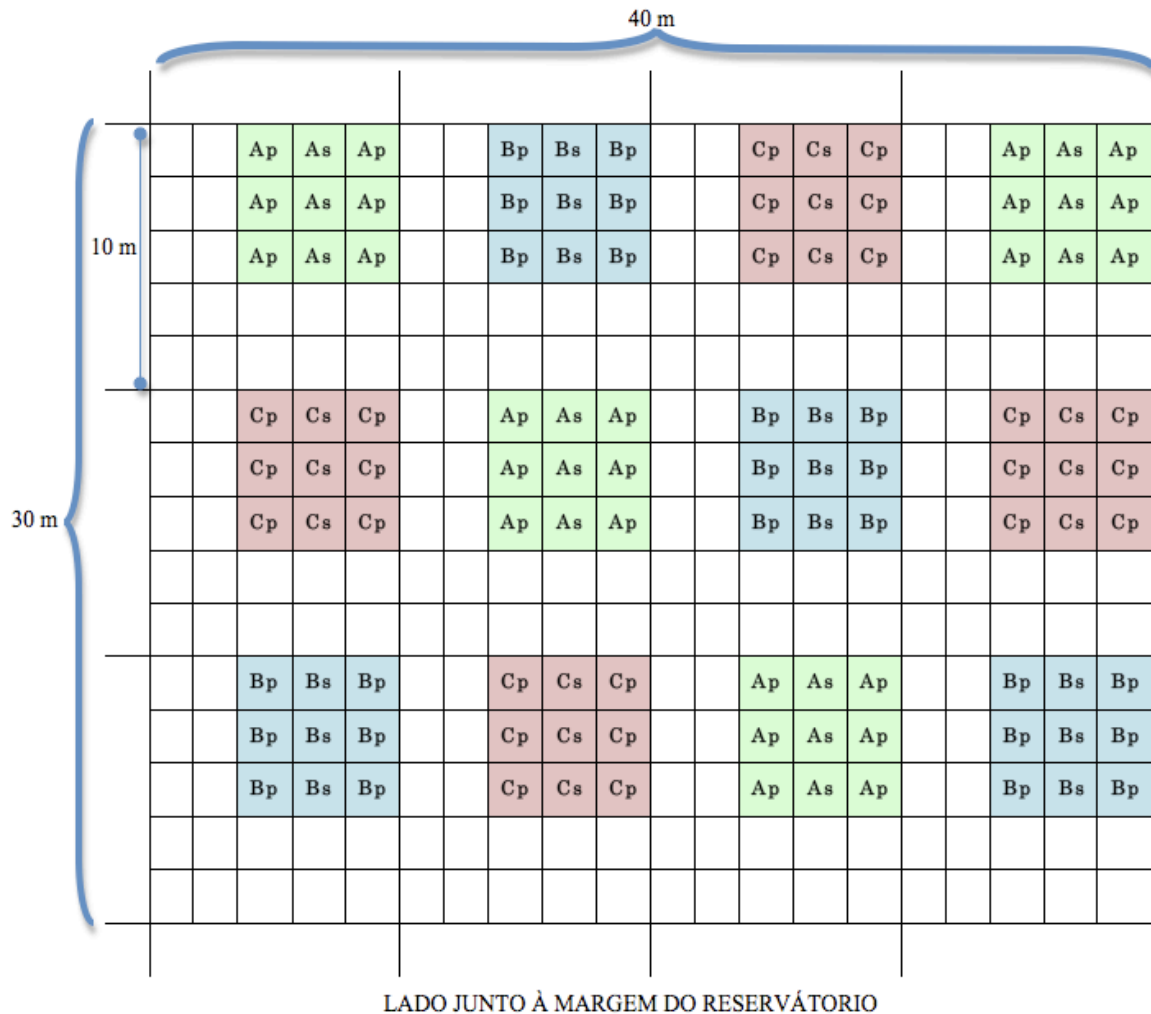 40 m
Ap As Ap Bp Bs Bp Cp Cs Cp Ap As Ap
Ap As Ap Bp Bs Bp Cp Cs Cp Ap As Ap
10 m
Ap As Ap Bp Bs Bp Cp Cs Cp Ap As Ap
Cp Cs Cp Ap As Ap Bp Bs Bp Cp Cs Cp
Cp Cs Cp Ap As Ap Bp Bs Bp Cp Cs Cp
30 m
Cp Cs Cp Ap As Ap Bp Bs Bp Cp Cs Cp
Bp Bs Bp Cp Cs Cp Ap As Ap Bp Bs Bp
Bp Bs Bp Cp Cs Cp Ap As Ap Bp Bs Bp
Bp Bs Bp Cp Cs Cp Ap As Ap Bp Bs Bp
LADO JUNTO À MARGEM DO RESERVÁTORIO